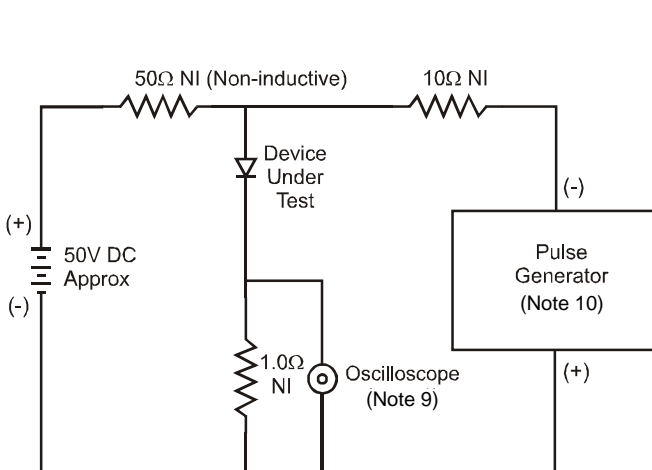 50Ω NI (Non-inductive)
10Ω NI
Device
Under
Test
(-)
(+)
50V DC
Approx
(-)
Pulse
Generator
(Note 10)
1.0Ω
NI
Oscilloscope
(Note 9)
(+)